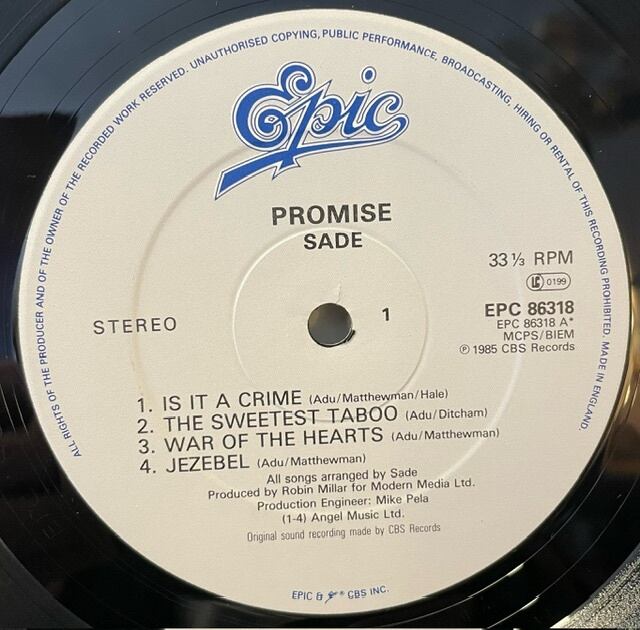 ALL RIGHTS OF THE PRODUCER AND OF THE OWNER OF THE RECORDED WORK RESERVED. UNAUTHORISED COPYING, PUBLIC PERFORMANCE, BROADCASTING, HIRING OR RENTAL OF THIS RECORDING PROHIBITED. MADE IN ENGLAND.
Epic
PROMISE
SADE
33 ⅓ RPM
LC 0199
STEREO
1
EPC 86318
EPC 86318 A*
MCPS/BIEM
℗ 1985 CBS Records
1. IS IT A CRIME (Adu/Matthewman/Hale)
2. THE SWEETEST TABOO (Adu/Ditcham)
3. WAR OF THE HEARTS (Adu/Matthewman)
4. JEZEBEL (Adu/Matthewman)
All songs arranged by Sade
Produced by Robin Millar for Modern Media Ltd.
Production Engineer: Mike Pela
(1-4) Angel Music Ltd.
Original sound recording made by CBS Records
EPIC & ® CBS INC.